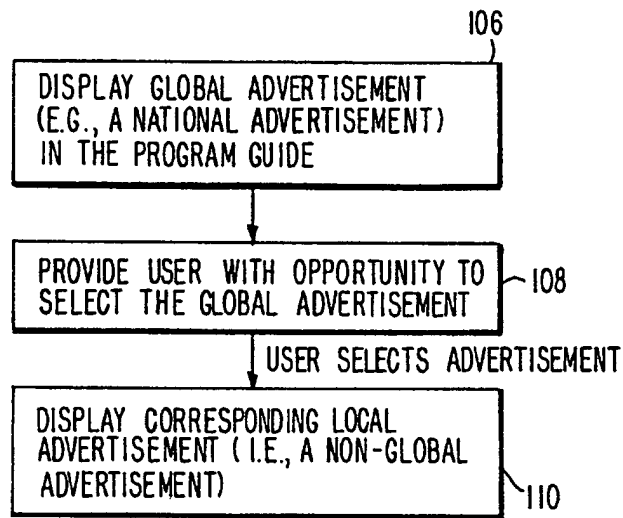 106
DISPLAY GLOBAL ADVERTISEMENT
(E.G., A NATIONAL ADVERTISEMENT)
IN THE PROGRAM GUIDE
PROVIDE USER WITH OPPORTUNITY TO
SELECT THE GLOBAL ADVERTISEMENT
108
USER SELECTS ADVERTISEMENT
DISPLAY CORRESPONDING LOCAL
ADVERTISEMENT (I.E., A NON-GLOBAL
ADVERTISEMENT)
110